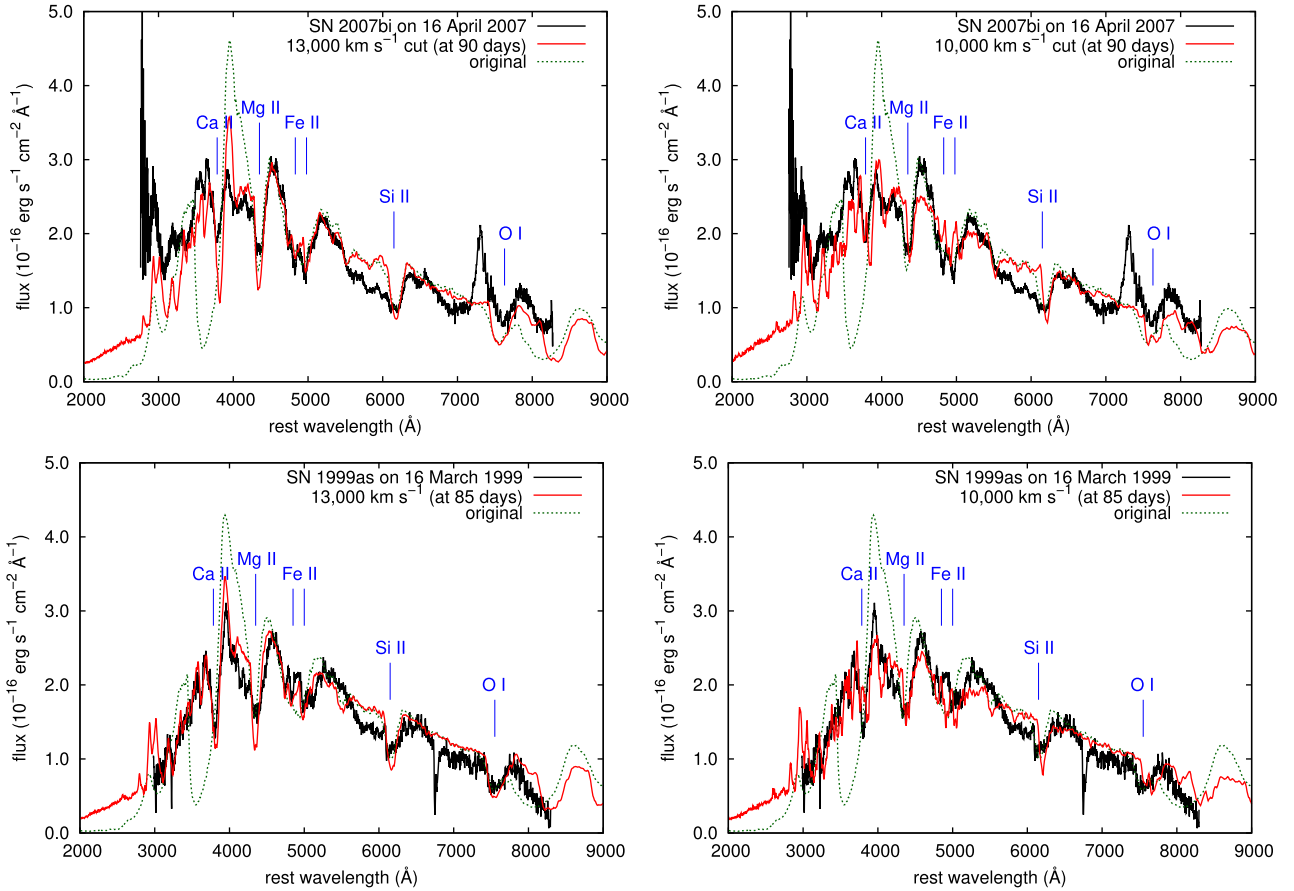 SN 2007bi on 16 April 2007
13,000 km s⁻¹ cut (at 90 days)
original
Ca II
Mg II
Fe II
Si II
O I
5.0
4.0
3.0
2.0
1.0
0.0
flux (10⁻¹⁶ erg s⁻¹ cm⁻² Å⁻¹)
2000 3000 4000 5000 6000 7000 8000 9000
rest wavelength (Å)
SN 2007bi on 16 April 2007
10,000 km s⁻¹ cut (at 90 days)
original
Ca II
Mg II
Fe II
Si II
O I
5.0
4.0
3.0
2.0
1.0
0.0
flux (10⁻¹⁶ erg s⁻¹ cm⁻² Å⁻¹)
2000 3000 4000 5000 6000 7000 8000 9000
rest wavelength (Å)
SN 1999as on 16 March 1999
13,000 km s⁻¹ (at 85 days)
original
Ca II
Mg II
Fe II
Si II
O I
5.0
4.0
3.0
2.0
1.0
0.0
flux (10⁻¹⁶ erg s⁻¹ cm⁻² Å⁻¹)
2000 3000 4000 5000 6000 7000 8000 9000
rest wavelength (Å)
SN 1999as on 16 March 1999
10,000 km s⁻¹ (at 85 days)
original
Ca II
Mg II
Fe II
Si II
O I
5.0
4.0
3.0
2.0
1.0
0.0
flux (10⁻¹⁶ erg s⁻¹ cm⁻² Å⁻¹)
2000 3000 4000 5000 6000 7000 8000 9000
rest wavelength (Å)